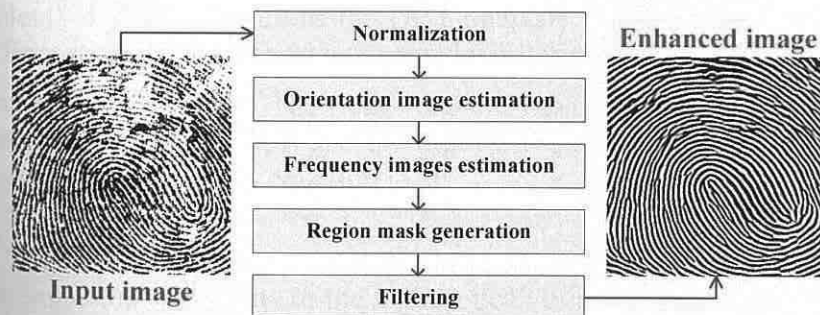 Normalization
Enhanced image
Orientation image estimation
Frequency images estimation
Region mask generation
Input image
Filtering